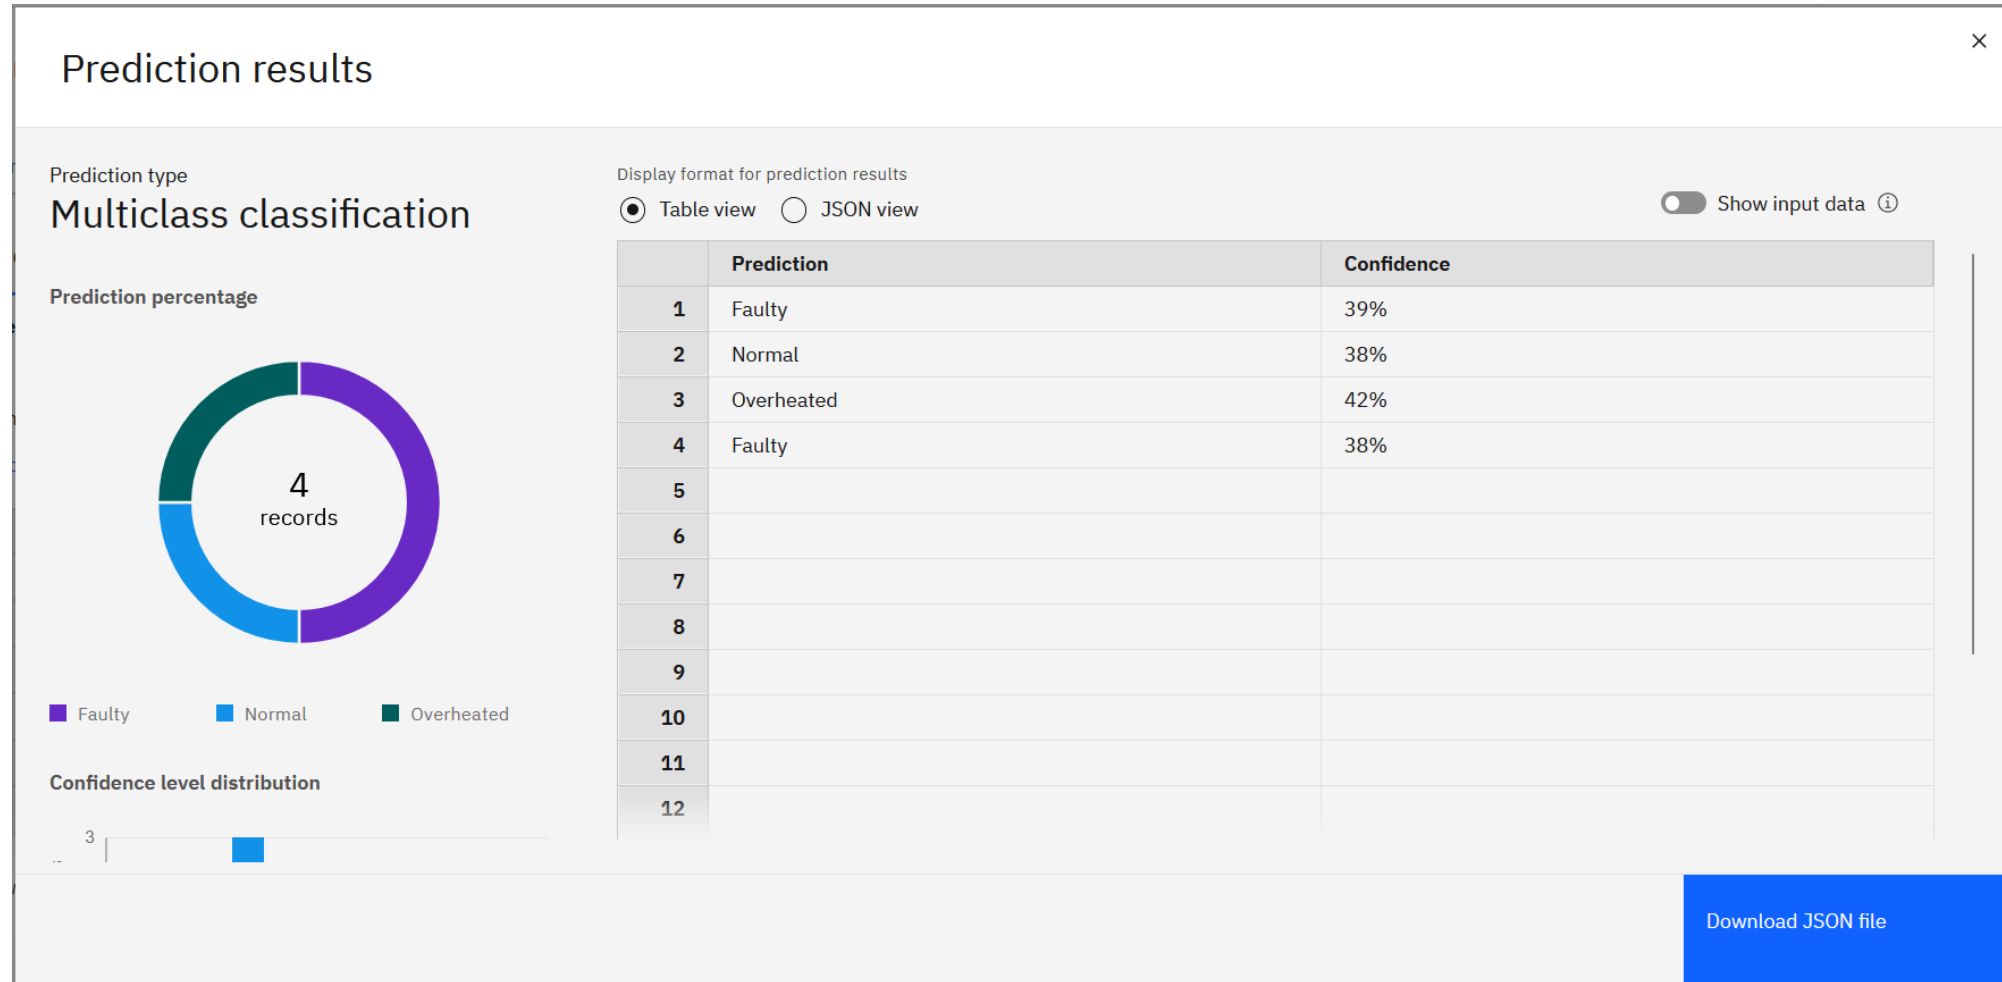 Prediction results
Prediction type
Multiclass classification
Prediction percentage
4
records
Faulty
Normal
Overheated
Confidence level distribution
3
Display format for prediction results
Table view
JSON view
Show input data
Prediction Confidence
1 Faulty 39%
2 Normal 38%
3 Overheated 42%
4 Faulty 38%
5
6
7
8
9
10
11
12
Download JSON file